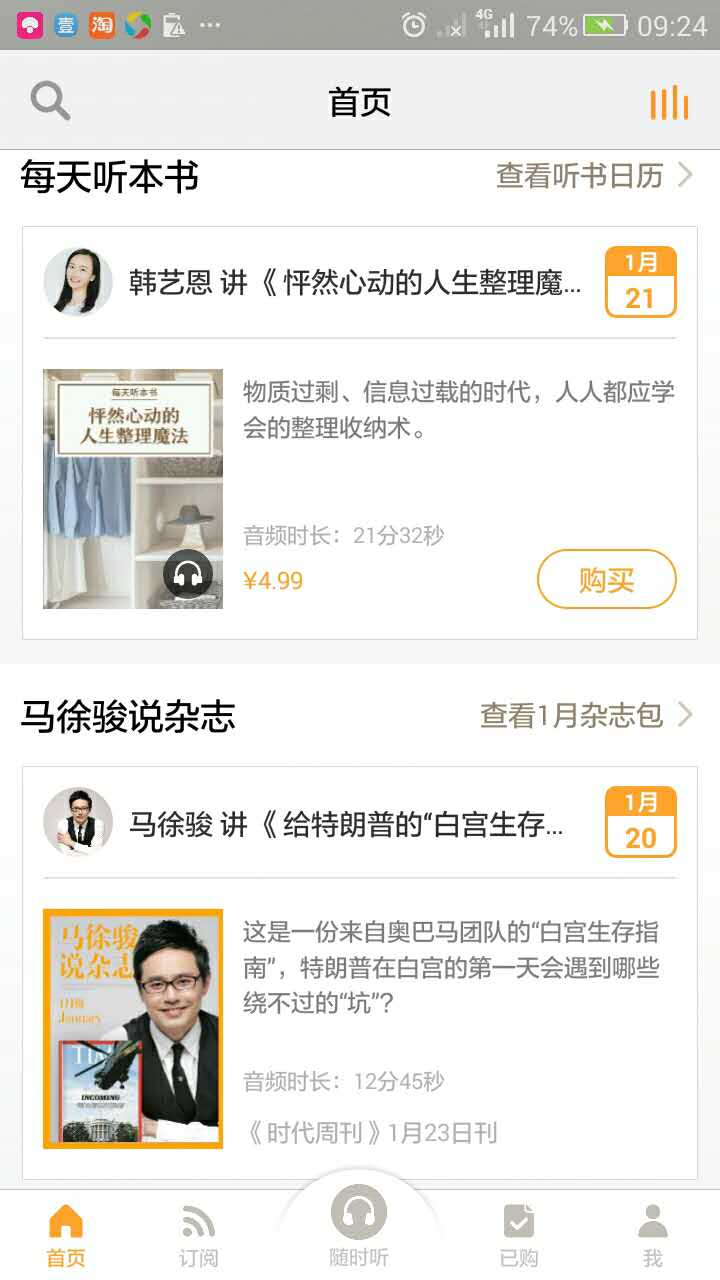 壹
淘
4G
74%
09:24
首页
每天听本书
查看听书日历
韩艺恩 讲《怦然心动的人生整理魔...
1月
21
每天听本书
怦然心动的
人生整理魔法
物质过剩、信息过载的时代，人人都应学
会的整理收纳术。
音频时长：21分32秒
¥4.99
购买
马徐骏说杂志
查看1月杂志包
马徐骏 讲《给特朗普的“白宫生存...
1月
20
马徐骏
说杂志
1月刊
January
TIM
INCOMING
这是一份来自奥巴马团队的“白宫生存指
南”，特朗普在白宫的第一天会遇到哪些
绕不过的“坑”？
音频时长：12分45秒
《时代周刊》1月23日刊
首页
订阅
随时听
已购
我